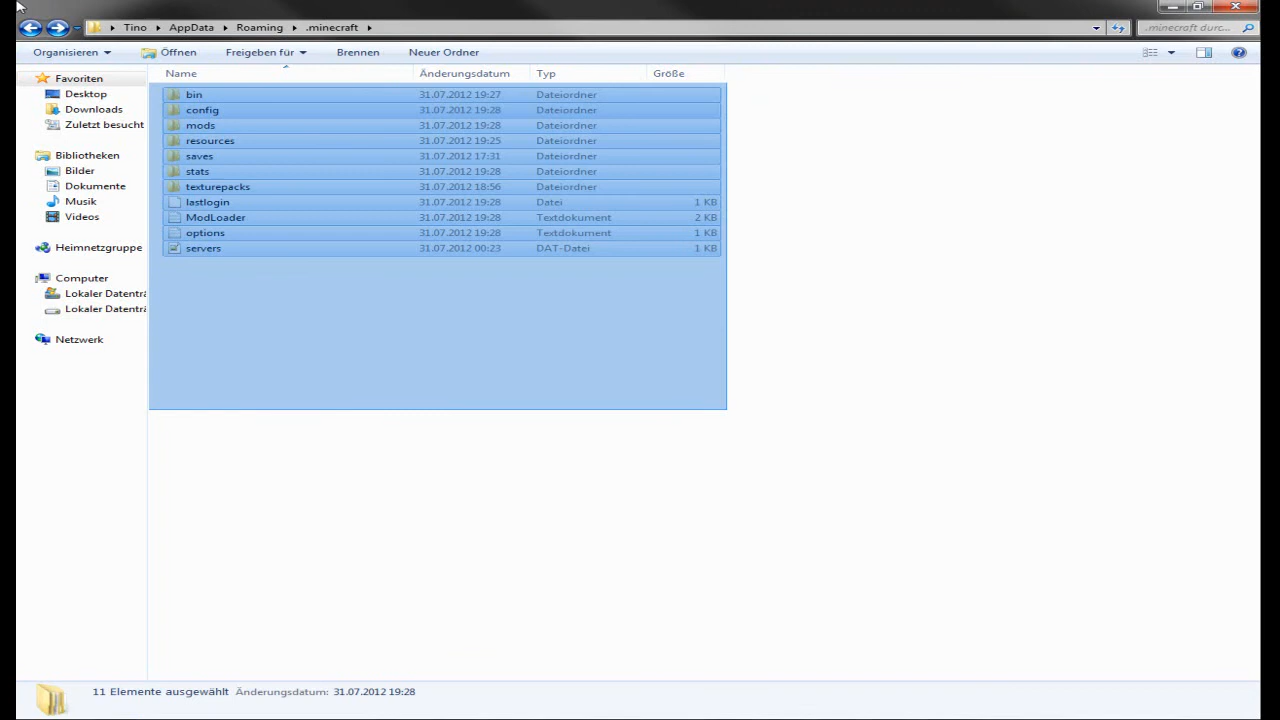 Tino AppData Roaming .minecraft .minecraft durc...
Organisieren Öffnen Freigeben für Brennen Neuer Ordner
Name Änderungsdatum Typ Größe
Favoriten
Desktop
Downloads
Zuletzt besucht
Bibliotheken
Bilder
Dokumente
Musik
Videos
Heimnetzgruppe
Computer
Lokaler Datenträ
Lokaler Datenträ
Netzwerk
bin 31.07.2012 19:27 Dateiordner
config 31.07.2012 19:28 Dateiordner
mods 31.07.2012 19:28 Dateiordner
resources 31.07.2012 19:25 Dateiordner
saves 31.07.2012 17:31 Dateiordner
stats 31.07.2012 19:28 Dateiordner
texturepacks 31.07.2012 18:56 Dateiordner
lastlogin 31.07.2012 19:28 Datei 1 KB
ModLoader 31.07.2012 19:28 Textdokument 2 KB
options 31.07.2012 19:28 Textdokument 1 KB
servers 31.07.2012 00:23 DAT-Datei 1 KB
11 Elemente ausgewählt Änderungsdatum: 31.07.2012 19:28